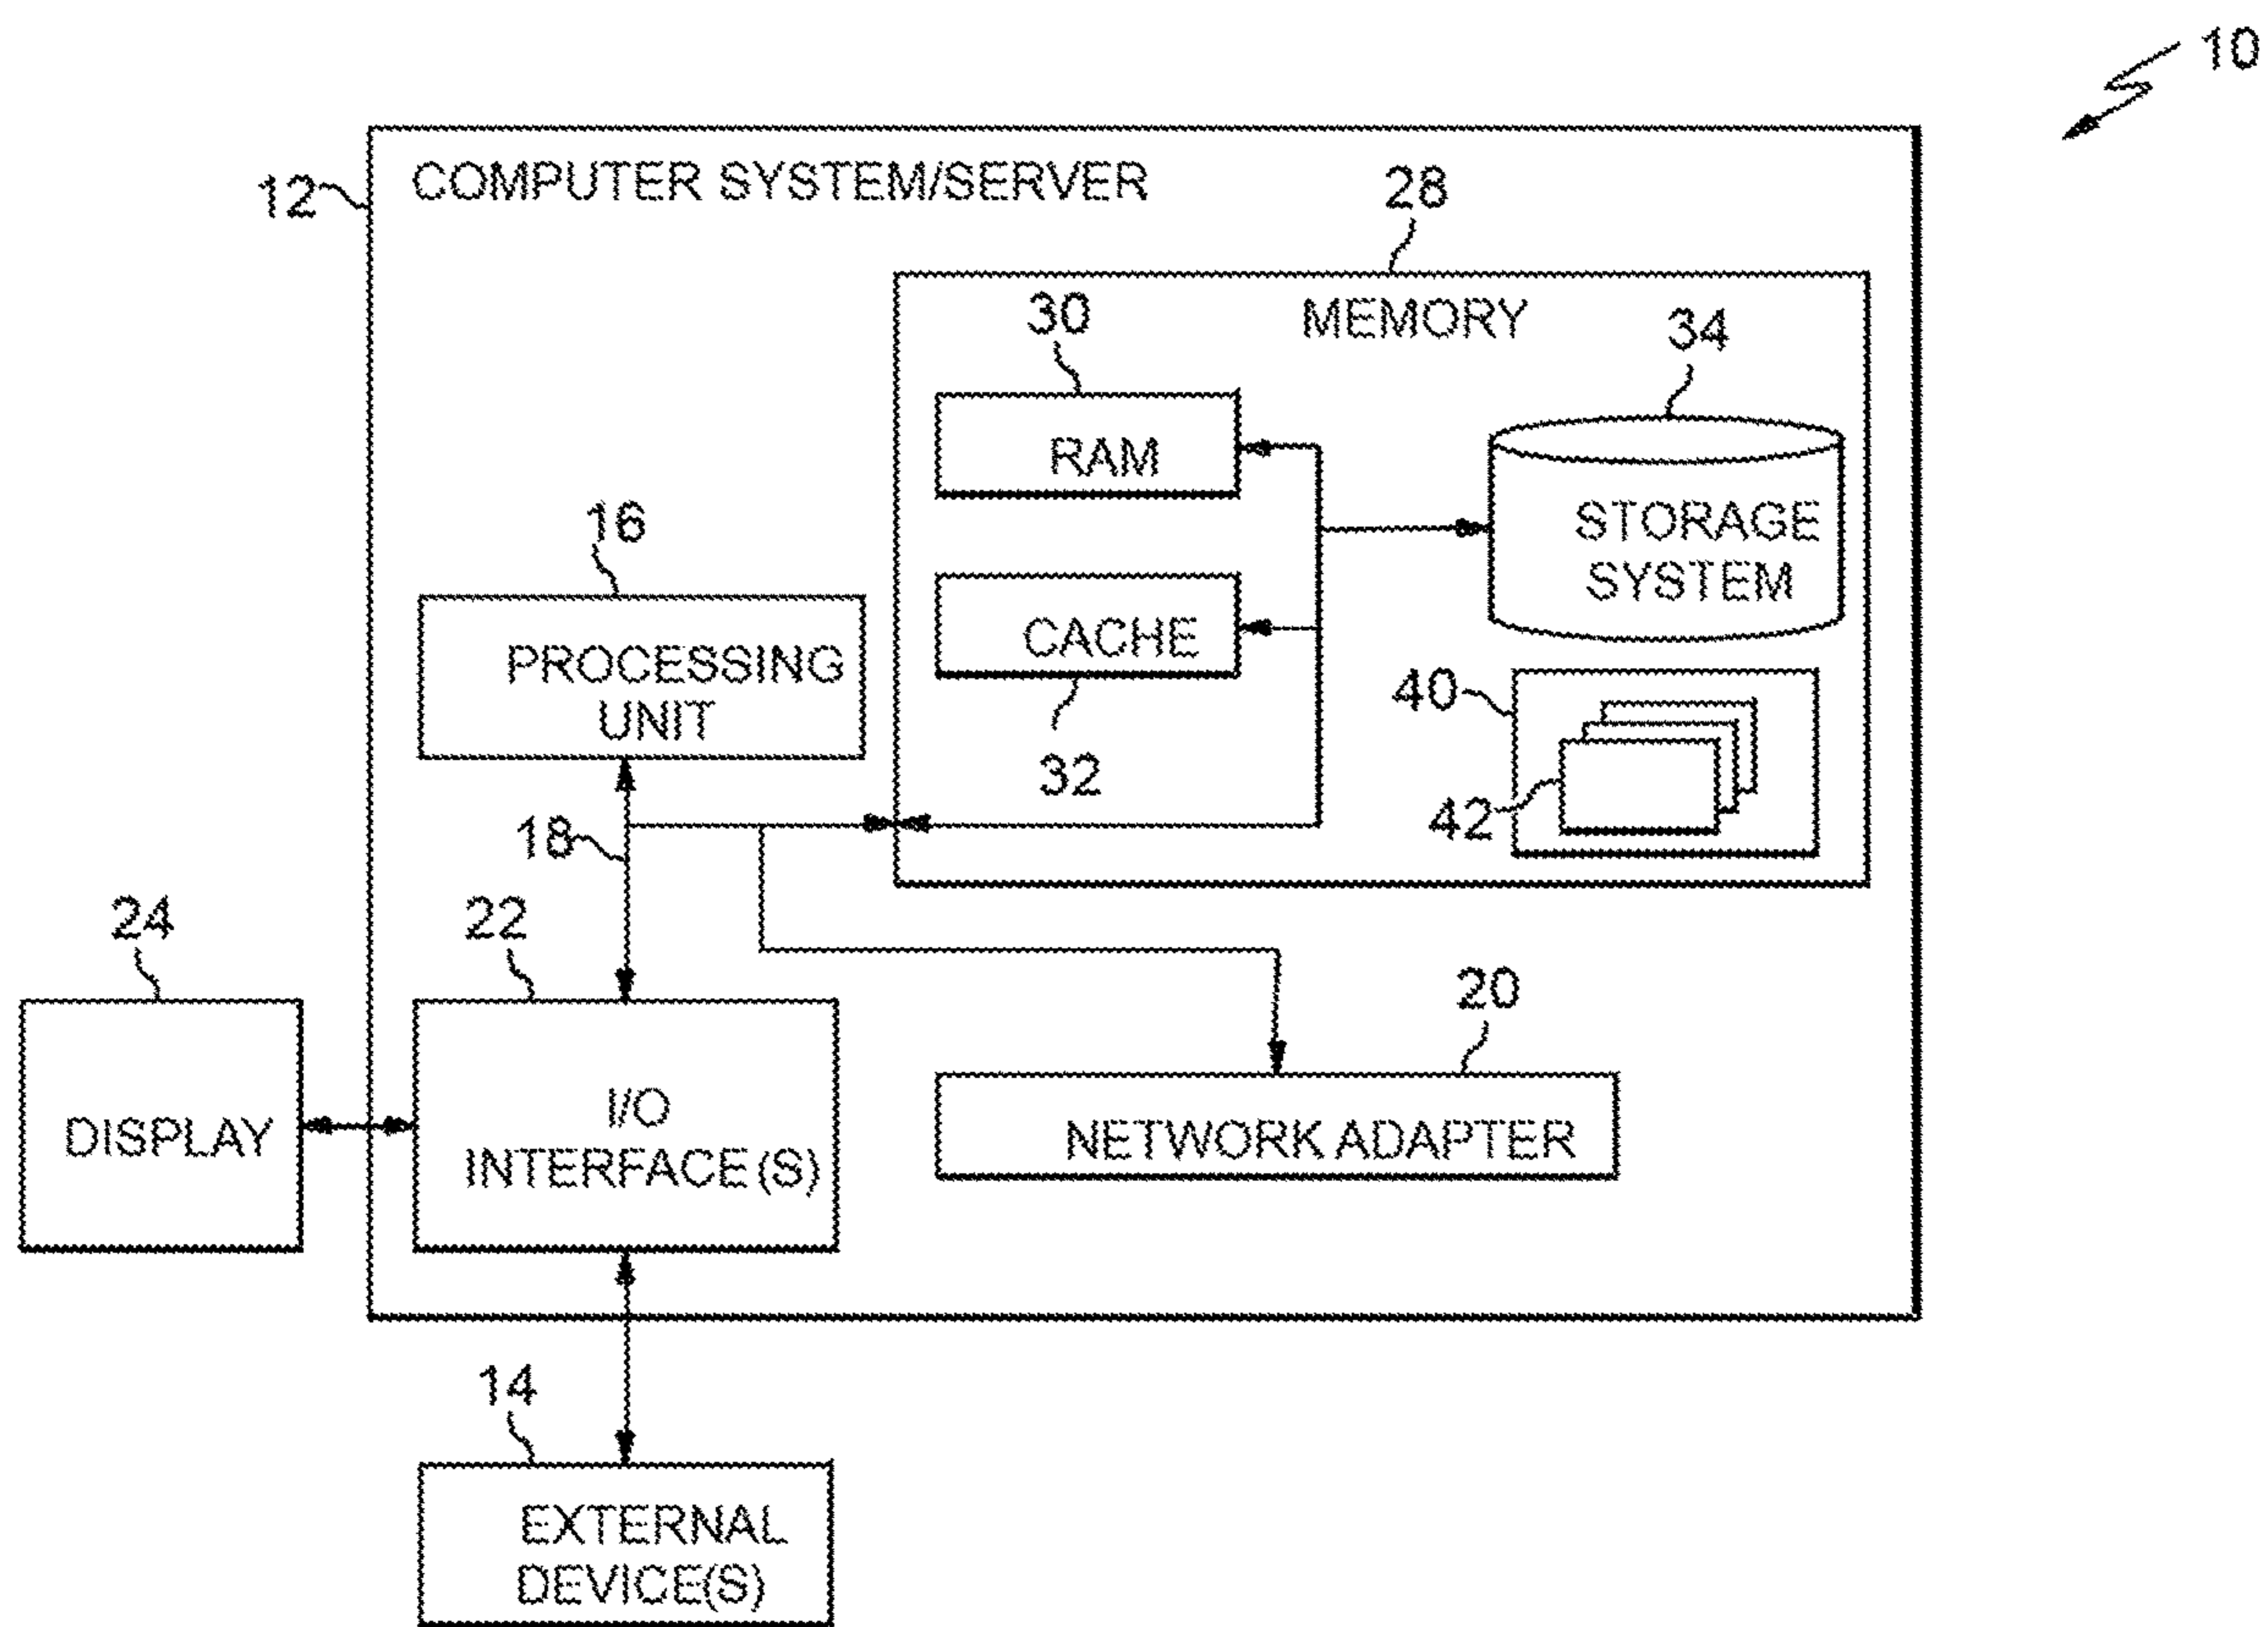 10
12
COMPUTER SYSTEM/SERVER
28
MEMORY
30
34
RAM
STORAGE
SYSTEM
16
CACHE
PROCESSING
UNIT
32
40
42
18
24
22
20
DISPLAY
I/O
INTERFACE(S)
NETWORK ADAPTER
14
EXTERNAL
DEVICE(S)